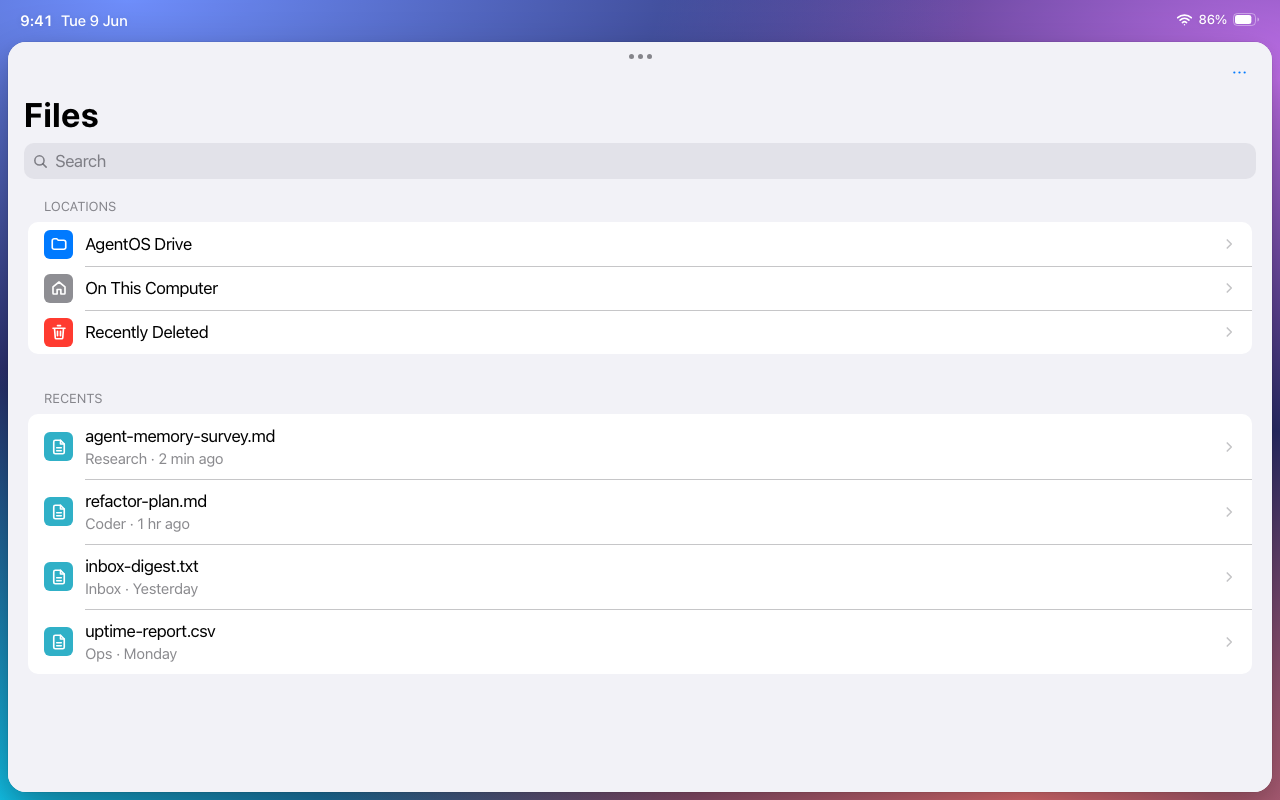 9:41 Tue 9 Jun
86%
Files
Search
LOCATIONS
AgentOS Drive
On This Computer
Recently Deleted
RECENTS
agent-memory-survey.md
Research · 2 min ago
refactor-plan.md
Coder · 1 hr ago
inbox-digest.txt
Inbox · Yesterday
uptime-report.csv
Ops · Monday